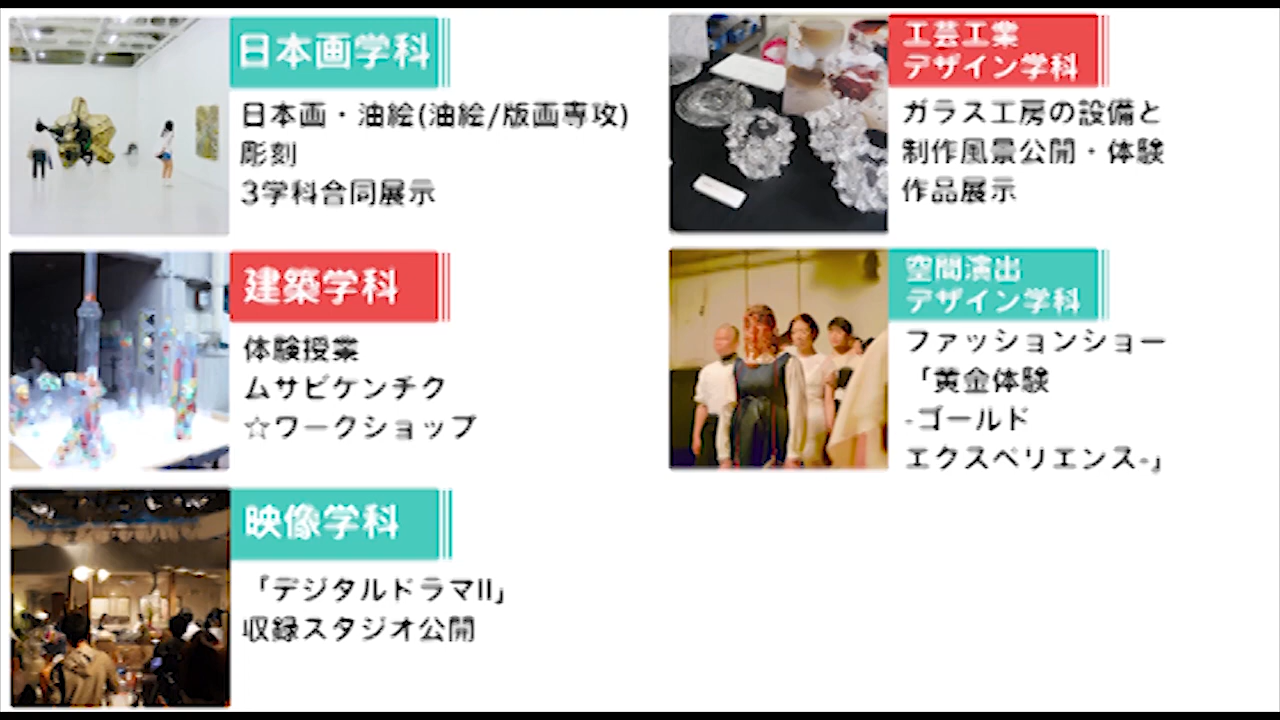 日本画学科
日本画・油絵(油絵/版画専攻)
彫刻
3学科合同展示
建築学科
体験授業
ムサビケンチク
☆ワークショップ
映像学科
「デジタルドラマII」
収録スタジオ公開
工芸工業
デザイン学科
ガラス工房の設備と
制作風景公開・体験
作品展示
空間演出
デザイン学科
ファッションショー
「黄金体験
-ゴールド
エクスペリエンス-」